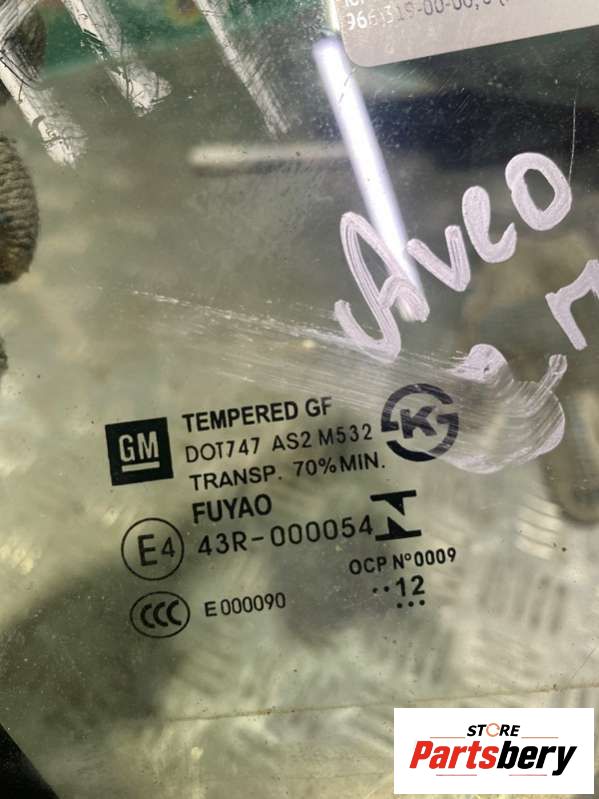 Aveo
GM
TEMPERED GF
DOT747 AS2 M532
TRANSP. 70%MIN.
FUYAO
E4 43R-000054
OCP N°0009
··12
...
CCC E000090
STORE
Partsbery